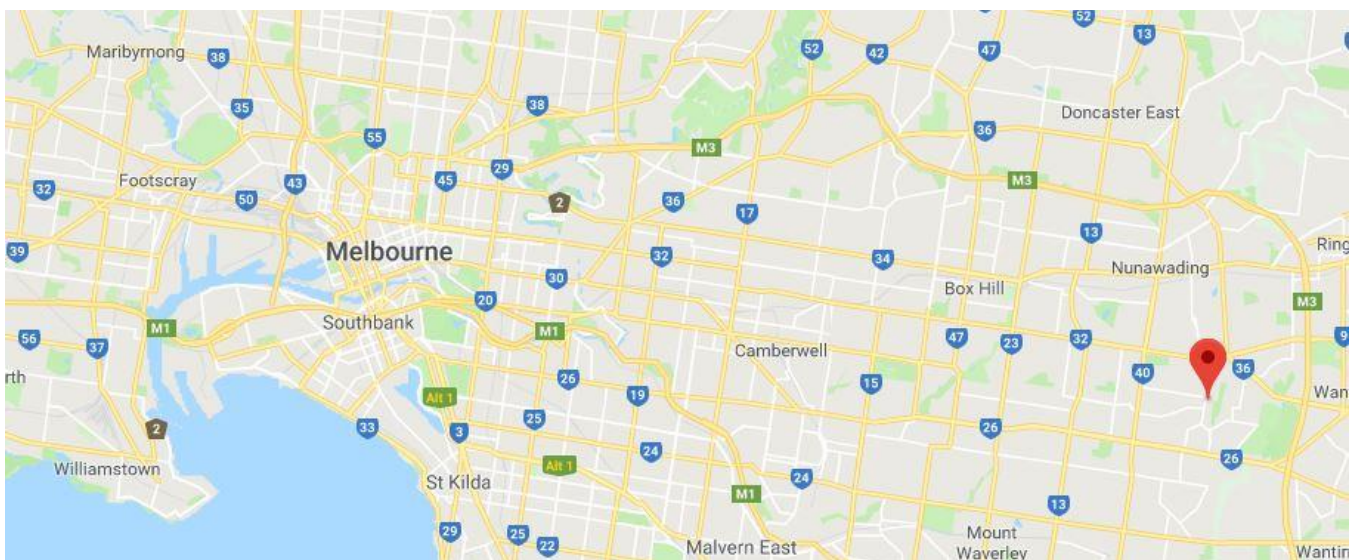 52
52
13
Maribyrnong
38
42
47
35
38
Doncaster East
55
36
M3
29
Footscray
45
43
M3
32
50
36
2
17
13
39
Melbourne
32
34
Ring
30
Nunawading
20
Box Hill
M3
Southbank
M1
M1
56
37
Camberwell
47
23
32
9
rth
26
15
40
36
Alt 1
19
Wan
25
2
33
3
26
24
26
Williamstown
Alt 1
St Kilda
24
M1
13
29
25
22
Malvern East
Mount
Waverley
Wantir